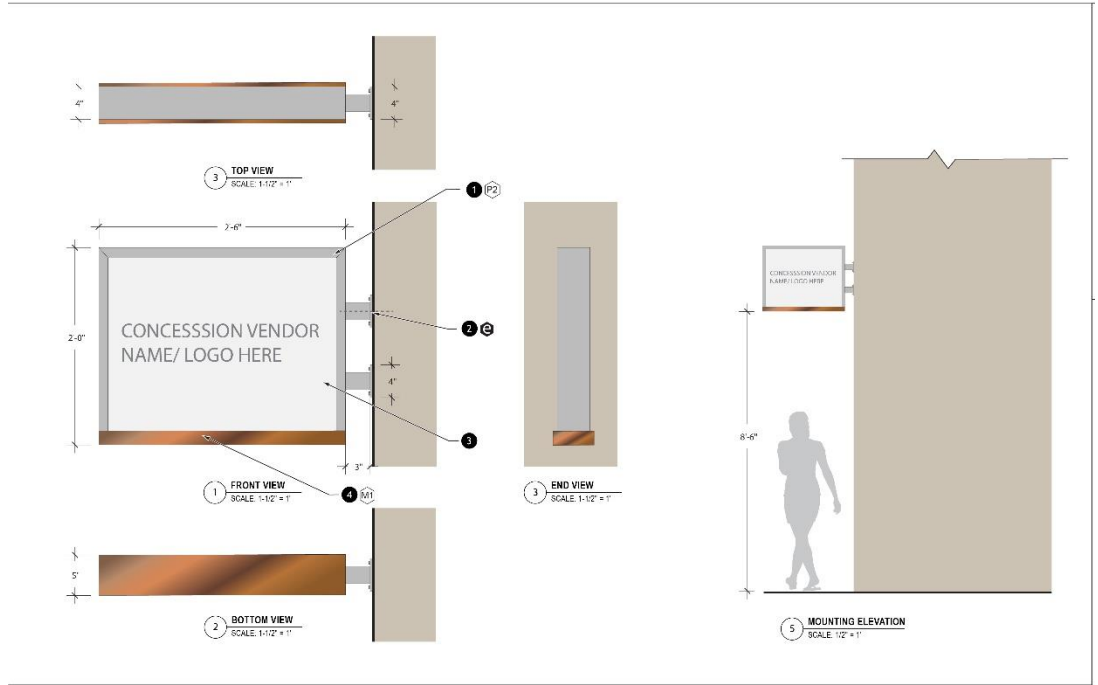 4"
4"
3
TOP VIEW
SCALE: 1-1/2" = 1'
1 P2
2'-6"
CONCESSSION VENDOR
NAME/ LOGO HERE
2'-0"
2 e
4"
3
3"
1
FRONT VIEW
SCALE: 1-1/2" = 1'
4 M1
3
END VIEW
SCALE: 1-1/2" = 1'
5'
2
BOTTOM VIEW
SCALE: 1-1/2" = 1'
CONCESSSION VENDOR
NAME/ LOGO HERE
8'-6"
5
MOUNTING ELEVATION
SCALE: 1/2" = 1'